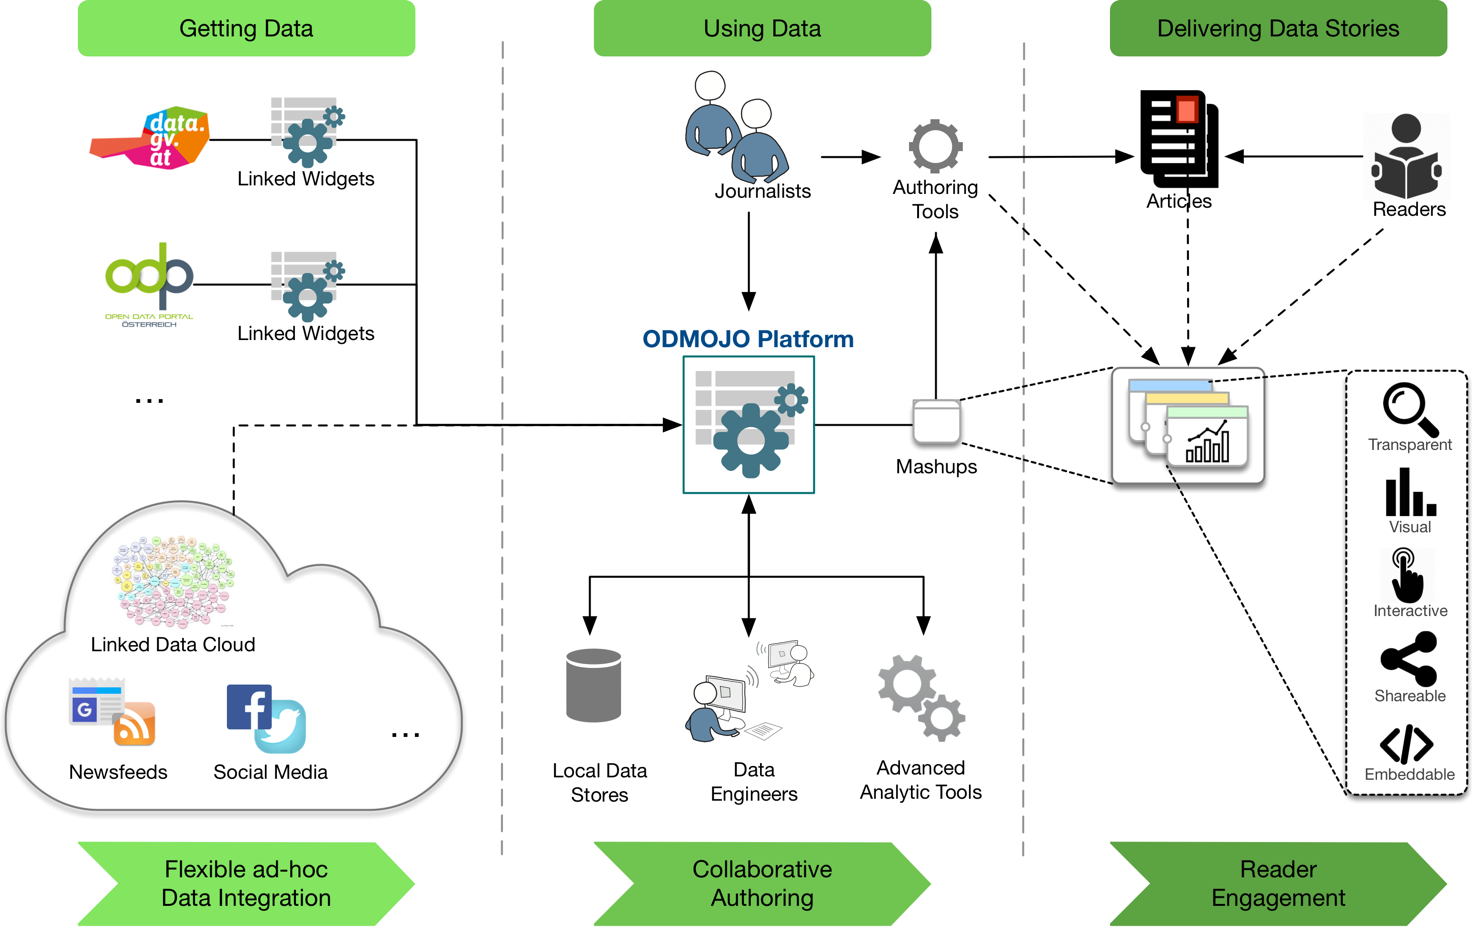 Getting Data
Using Data
Delivering Data Stories
data.
gv.
at
Linked Widgets
Journalists
Authoring
Tools
Articles
Readers
odp
OPEN DATA PORTAL
ÖSTERREICH
Linked Widgets
...
ODMOJO Platform
Mashups
Transparent
Visual
Interactive
Shareable
Embeddable
Linked Data Cloud
G
f
Newsfeeds
Social Media
...
Local Data
Stores
Data
Engineers
Advanced
Analytic Tools
Flexible ad-hoc
Data Integration
Collaborative
Authoring
Reader
Engagement